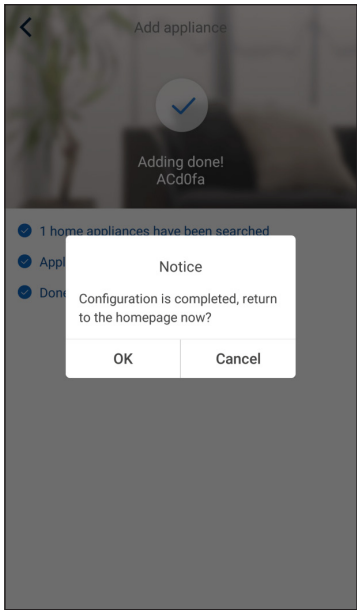 Add appliance
Adding done!
ACd0fa
1 home appliances have been searched
Appl
Done
Notice
Configuration is completed, return
to the homepage now?
OK
Cancel